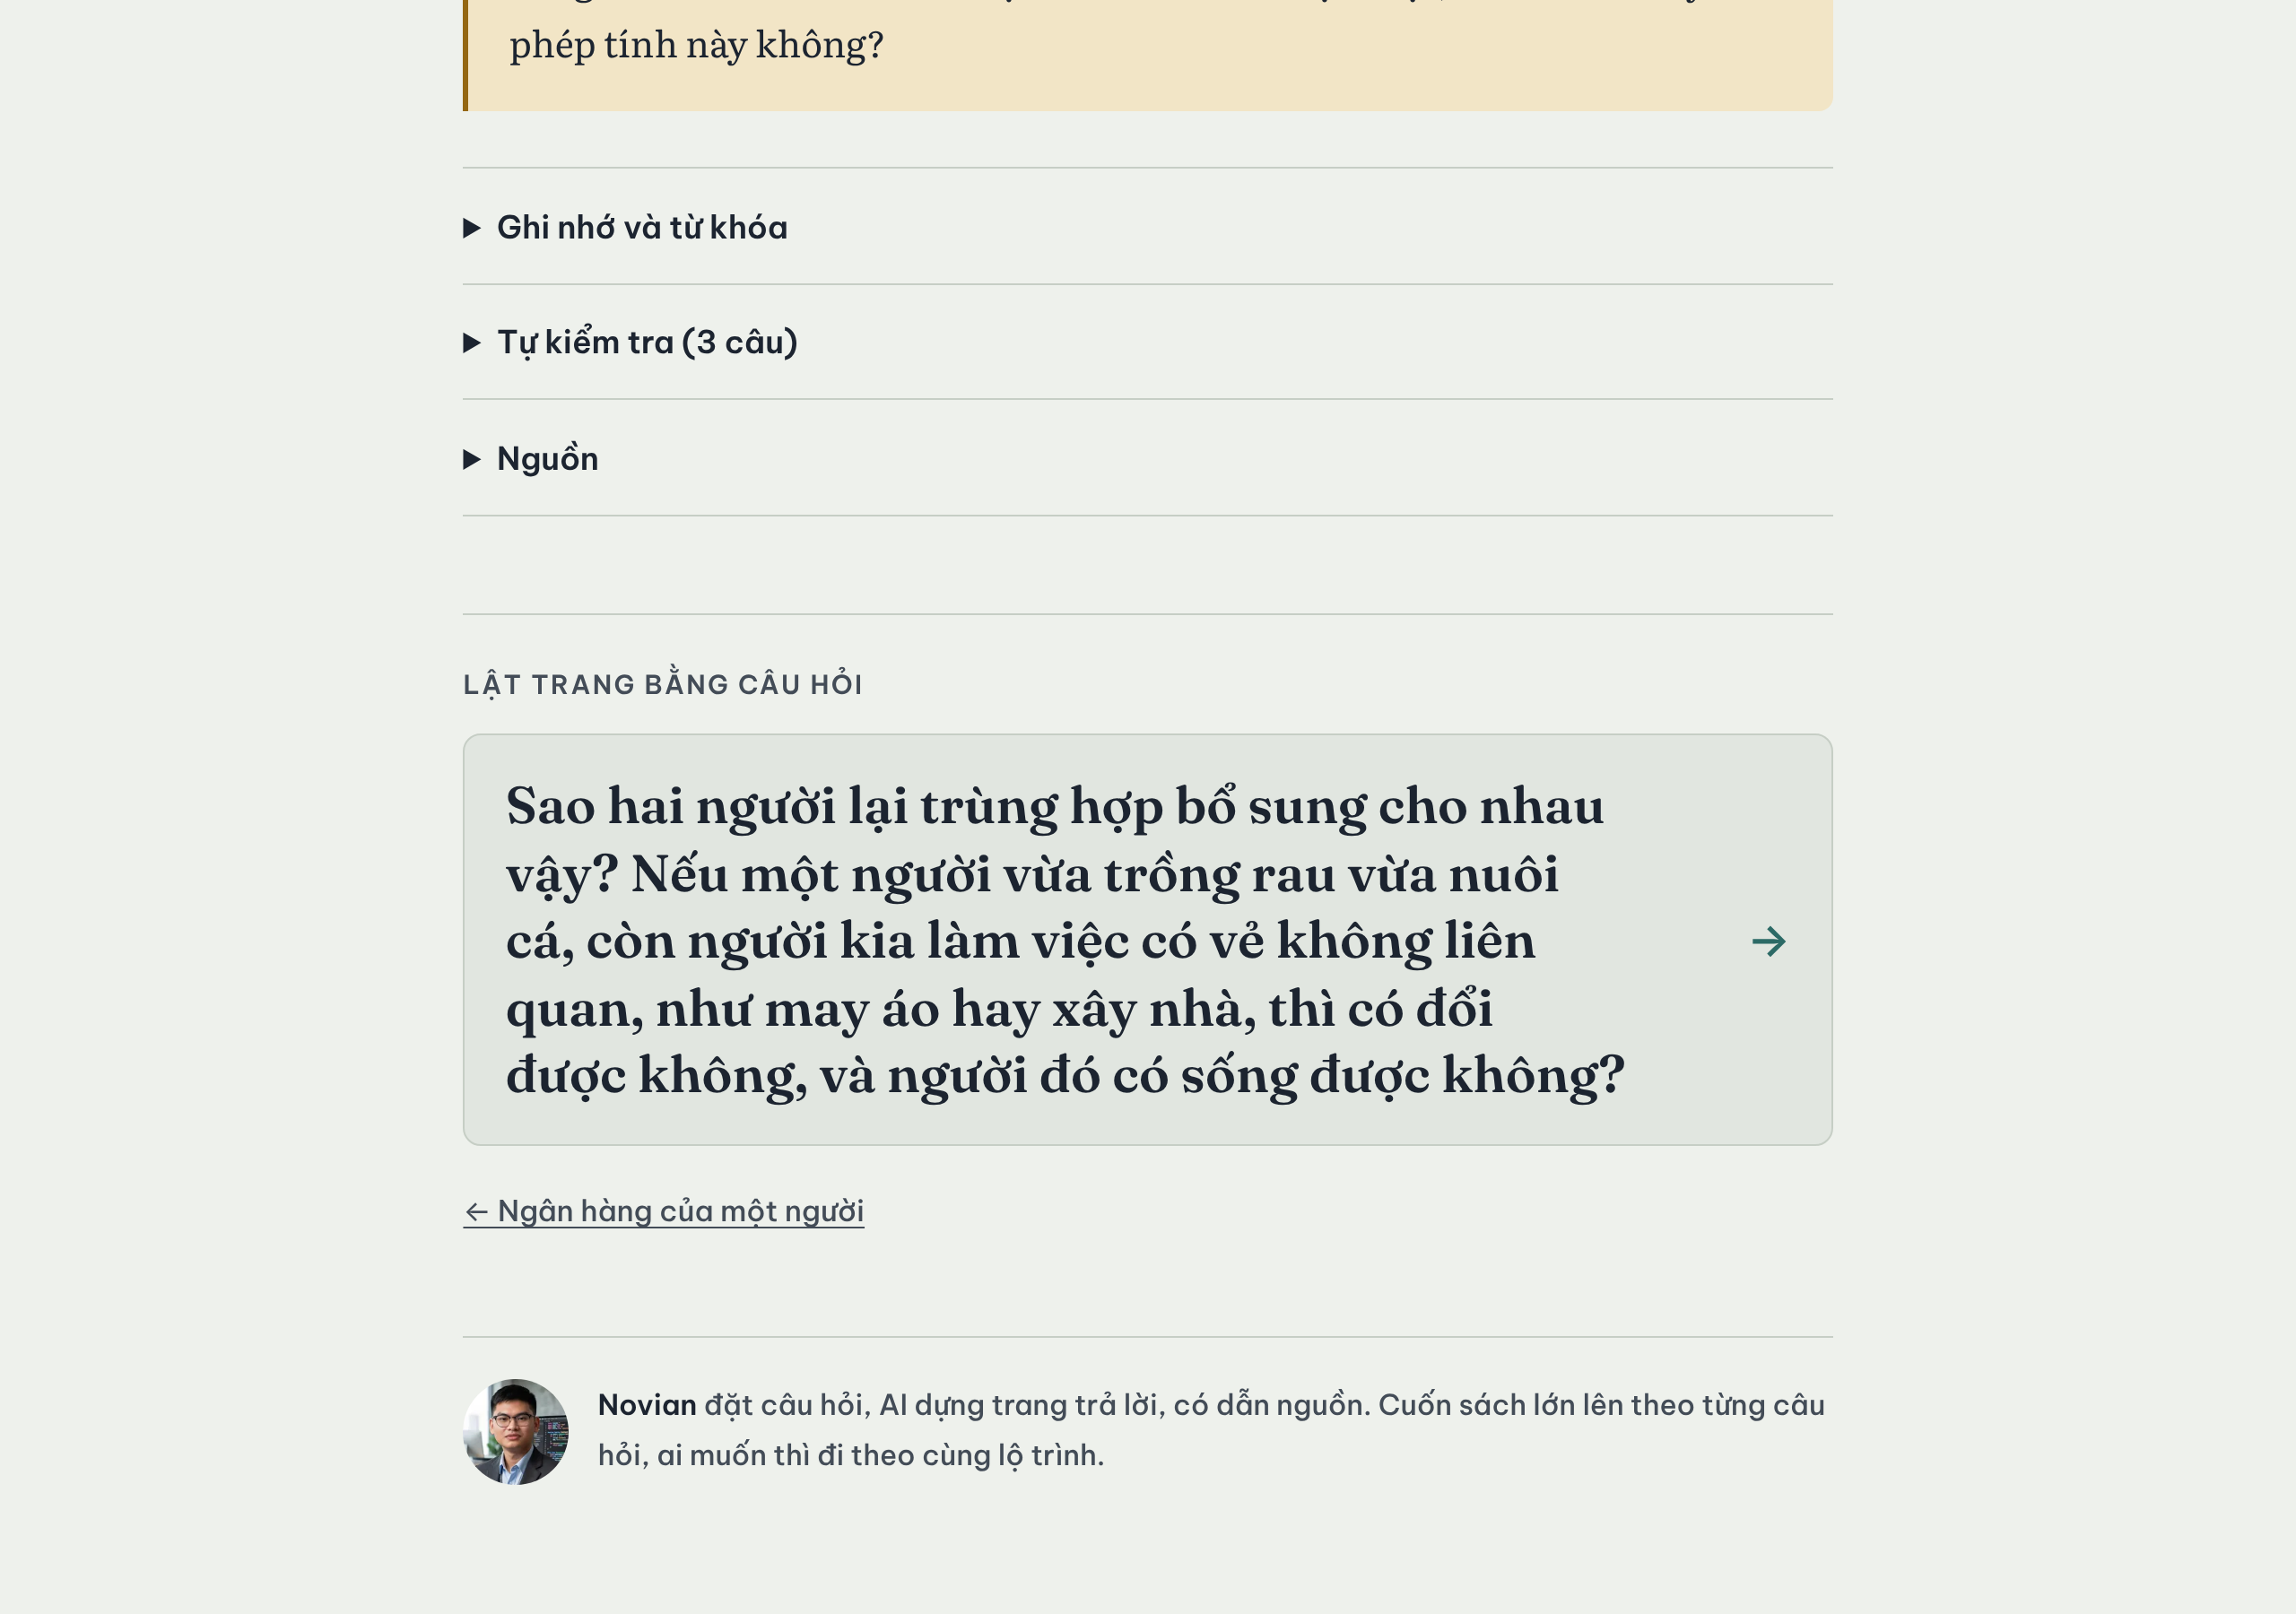 phép tính này không?
Ghi nhớ và từ khóa
Tự kiểm tra (3 câu)
Nguồn
LẬT TRANG BẰNG CÂU HỎI
Sao hai người lại trùng hợp bổ sung cho nhau
vậy? Nếu một người vừa trồng rau vừa nuôi
cá, còn người kia làm việc có vẻ không liên
quan, như may áo hay xây nhà, thì có đổi
được không, và người đó có sống được không?
← Ngân hàng của một người
Novian đặt câu hỏi, AI dựng trang trả lời, có dẫn nguồn. Cuốn sách lớn lên theo từng câu
hỏi, ai muốn thì đi theo cùng lộ trình.